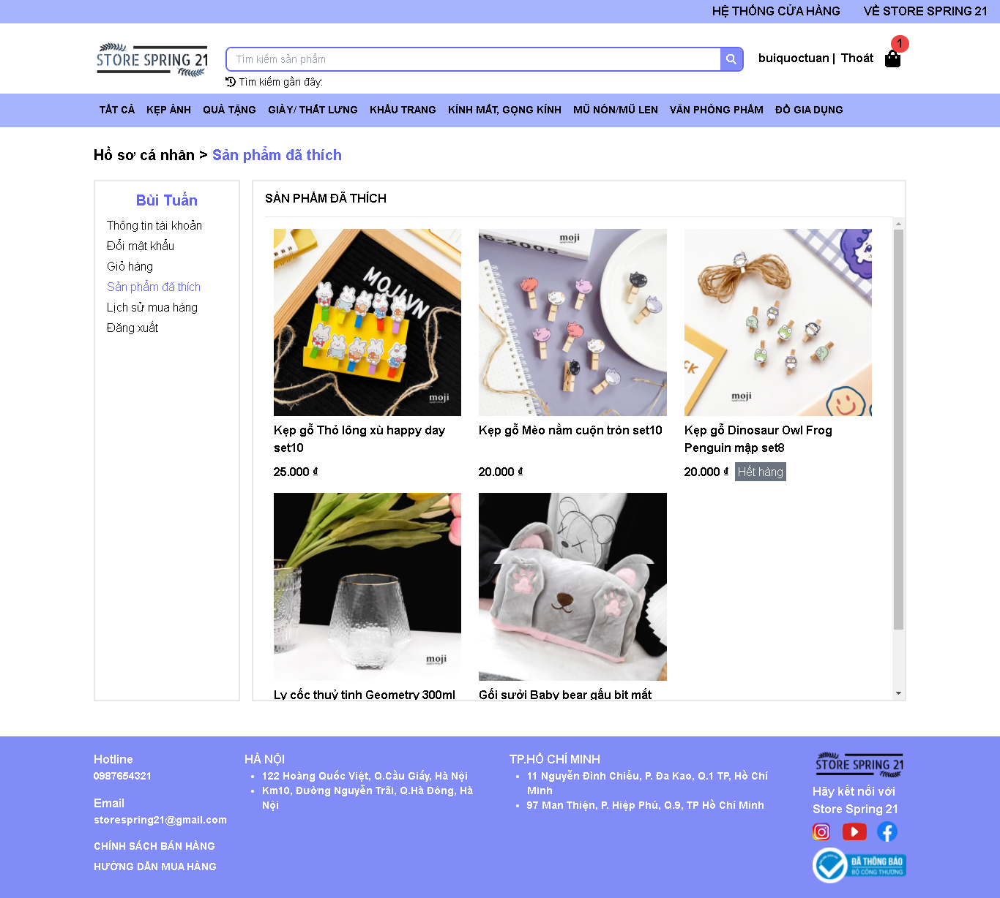 HỆ THỐNG CỬA HÀNG VỀ STORE SPRING 21
STORE SPRING 21
Tìm kiếm sản phẩm
buiquoctuan | Thoát
1
Tìm kiếm gần đây:
TẤT CẢ KẸP ẢNH QUÀ TẶNG GIÀY/ THẮT LƯNG KHẨU TRANG KÍNH MẮT, GỌNG KÍNH MŨ NÓN/MŨ LEN VĂN PHÒNG PHẨM ĐỒ GIA DỤNG
Hồ sơ cá nhân > Sản phẩm đã thích
Bùi Tuấn
Thông tin tài khoản
Đổi mật khẩu
Giỏ hàng
Sản phẩm đã thích
Lịch sử mua hàng
Đăng xuất
SẢN PHẨM ĐÃ THÍCH
MOJI.VN
moji
6-2005
moji
CK
moji
Kẹp gỗ Thỏ lông xù happy day
set10
25.000 ₫
Kẹp gỗ Mèo nằm cuộn tròn set10
20.000 ₫
Kẹp gỗ Dinosaur Owl Frog
Penguin mập set8
20.000 ₫ Hết hàng
moji
Ly cốc thuỷ tinh Geometry 300ml
Gối sưởi Baby bear gấu bịt mắt
Hotline
0987654321
Email
storespring21@gmail.com
CHÍNH SÁCH BÁN HÀNG
HƯỚNG DẪN MUA HÀNG
HÀ NỘI
122 Hoàng Quốc Việt, Q.Cầu Giấy, Hà Nội
Km10, Đường Nguyễn Trãi, Q.Hà Đông, Hà
Nội
TP.HỒ CHÍ MINH
11 Nguyễn Đình Chiểu, P. Đa Kao, Q.1 TP, Hồ Chí
Minh
97 Man Thiện, P. Hiệp Phú, Q.9, TP Hồ Chí Minh
STORE SPRING 21
Hãy kết nối với
Store Spring 21
ĐÃ THÔNG BÁO
BỘ CÔNG THƯƠNG